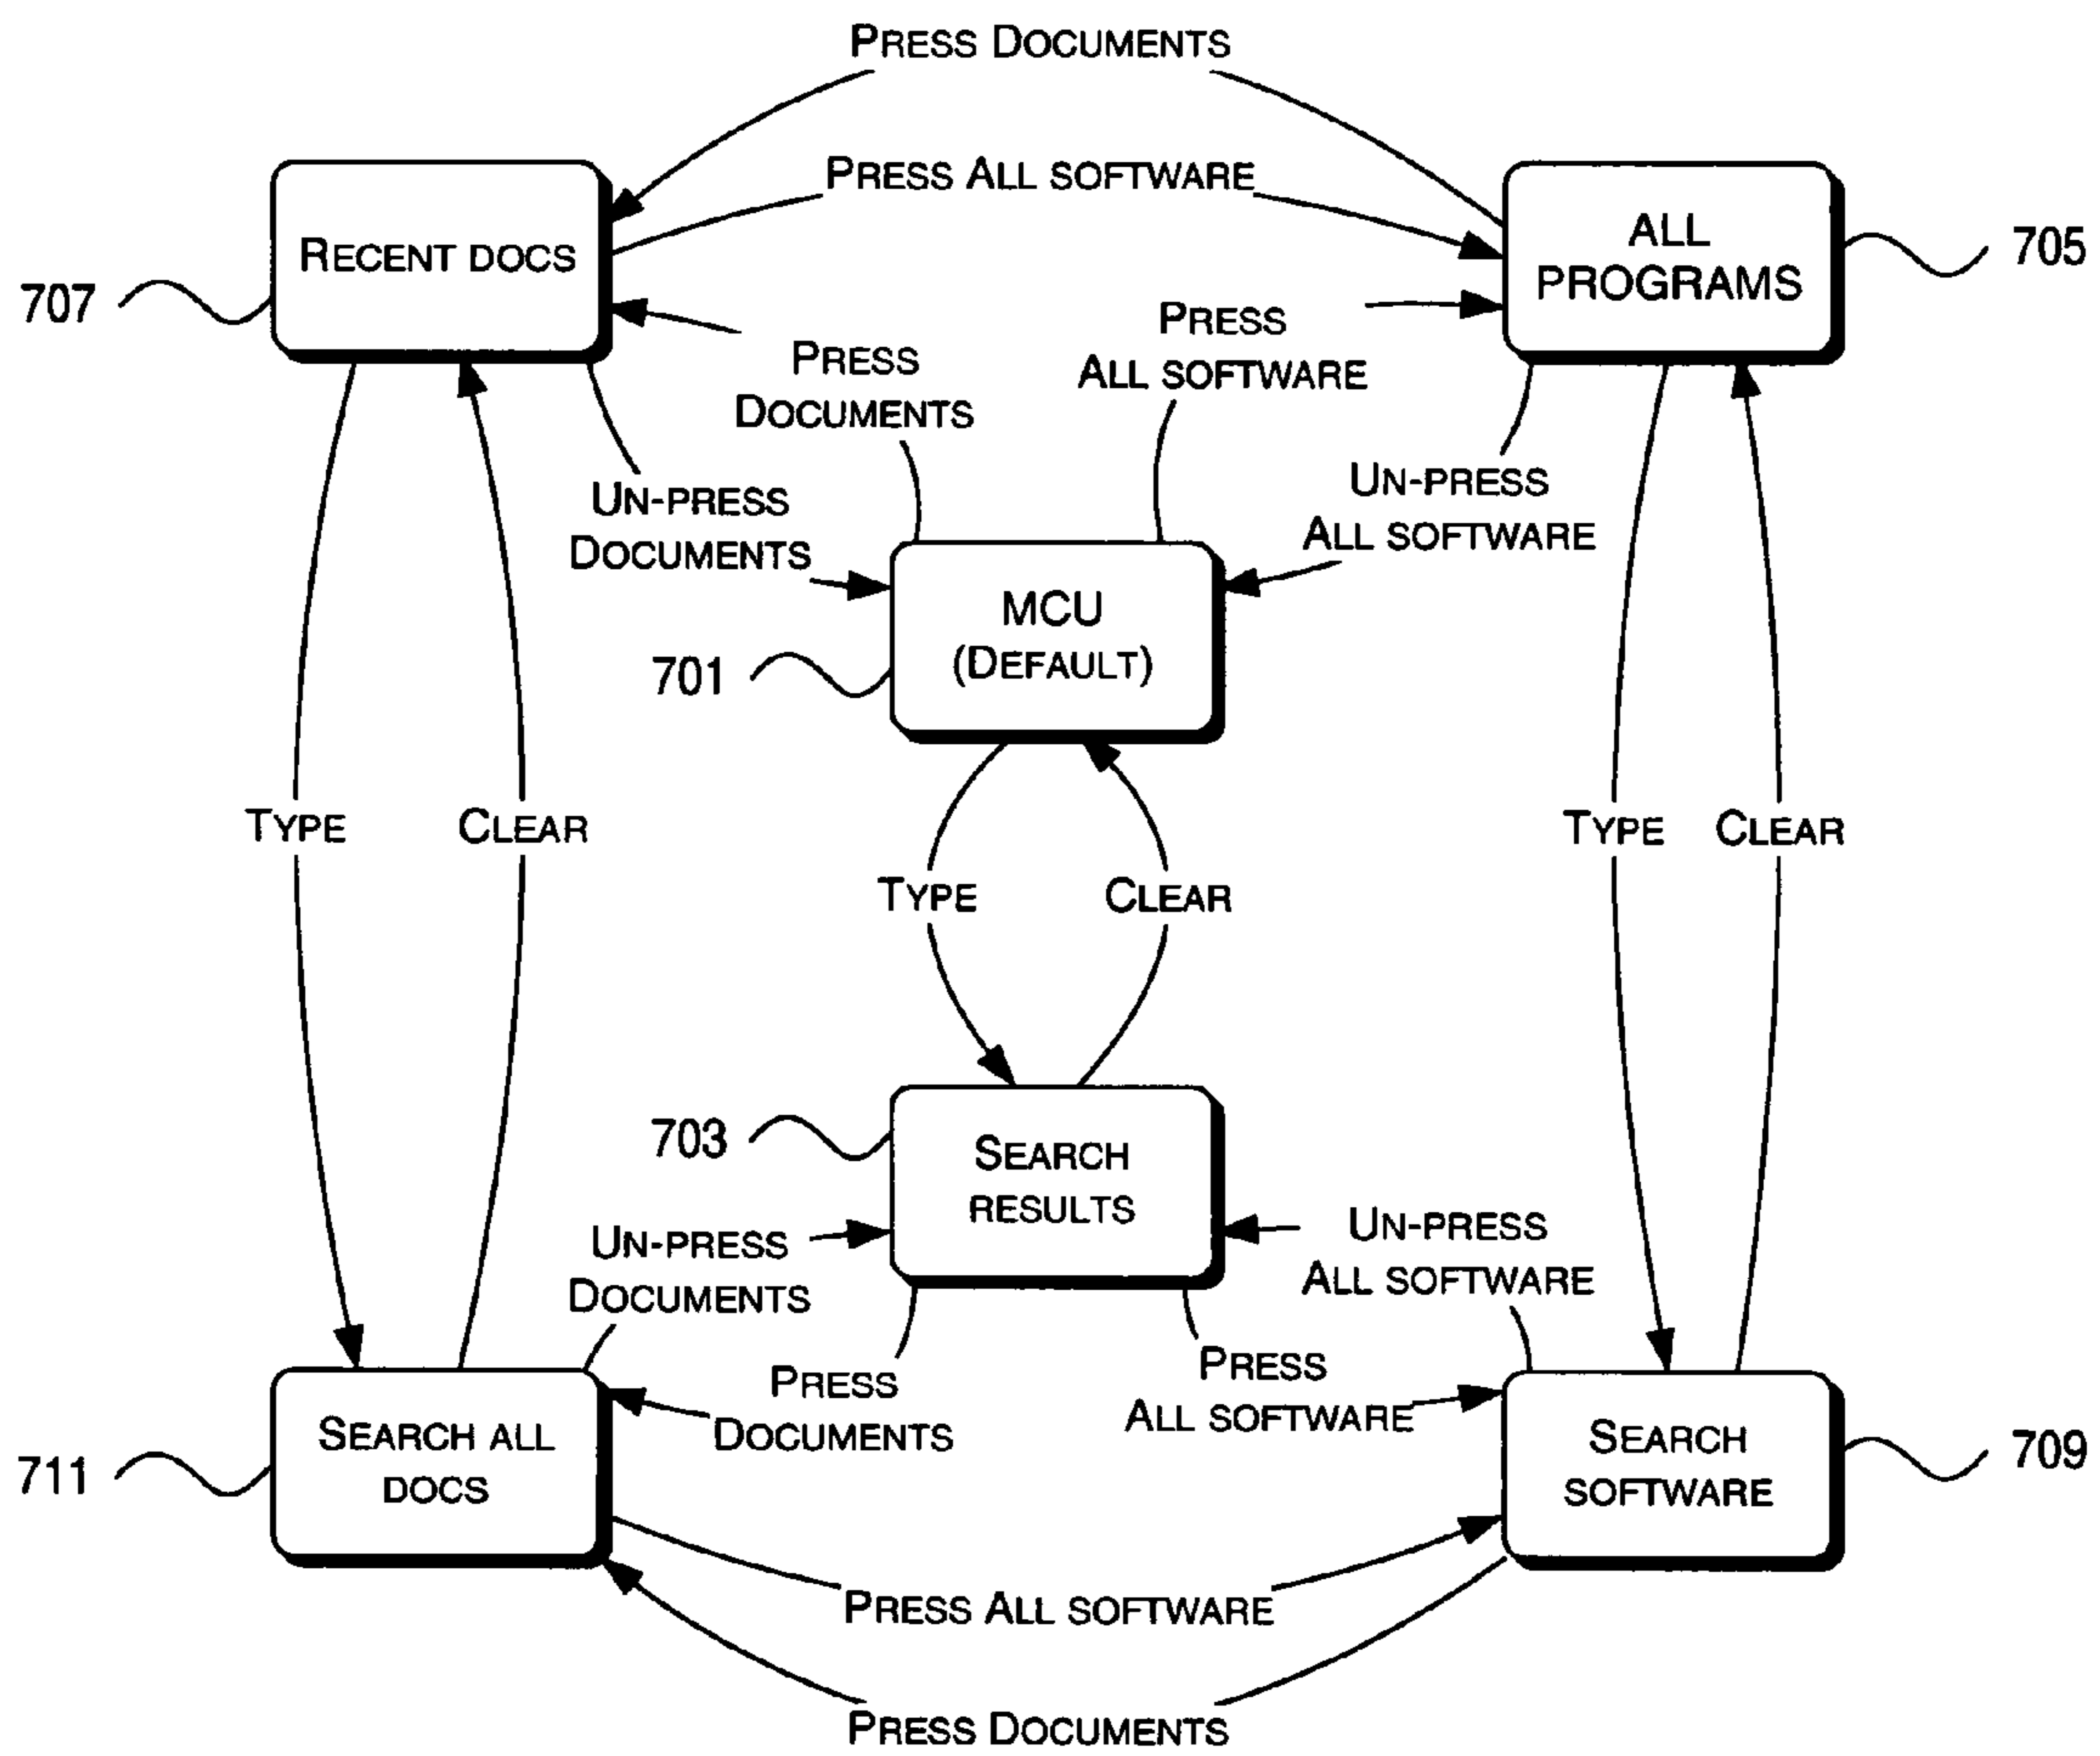 PRESS DOCUMENTS
PRESS ALL SOFTWARE
RECENT DOCS
ALL
PROGRAMS
705
707
PRESS
ALL SOFTWARE
PRESS
DOCUMENTS
UN-PRESS
DOCUMENTS
UN-PRESS
ALL SOFTWARE
MCU
(DEFAULT)
701
TYPE
CLEAR
TYPE
CLEAR
TYPE
CLEAR
703
SEARCH
RESULTS
UN-PRESS
DOCUMENTS
UN-PRESS
ALL SOFTWARE
PRESS
DOCUMENTS
PRESS
ALL SOFTWARE
SEARCH ALL
DOCS
711
SEARCH
SOFTWARE
709
PRESS ALL SOFTWARE
PRESS DOCUMENTS